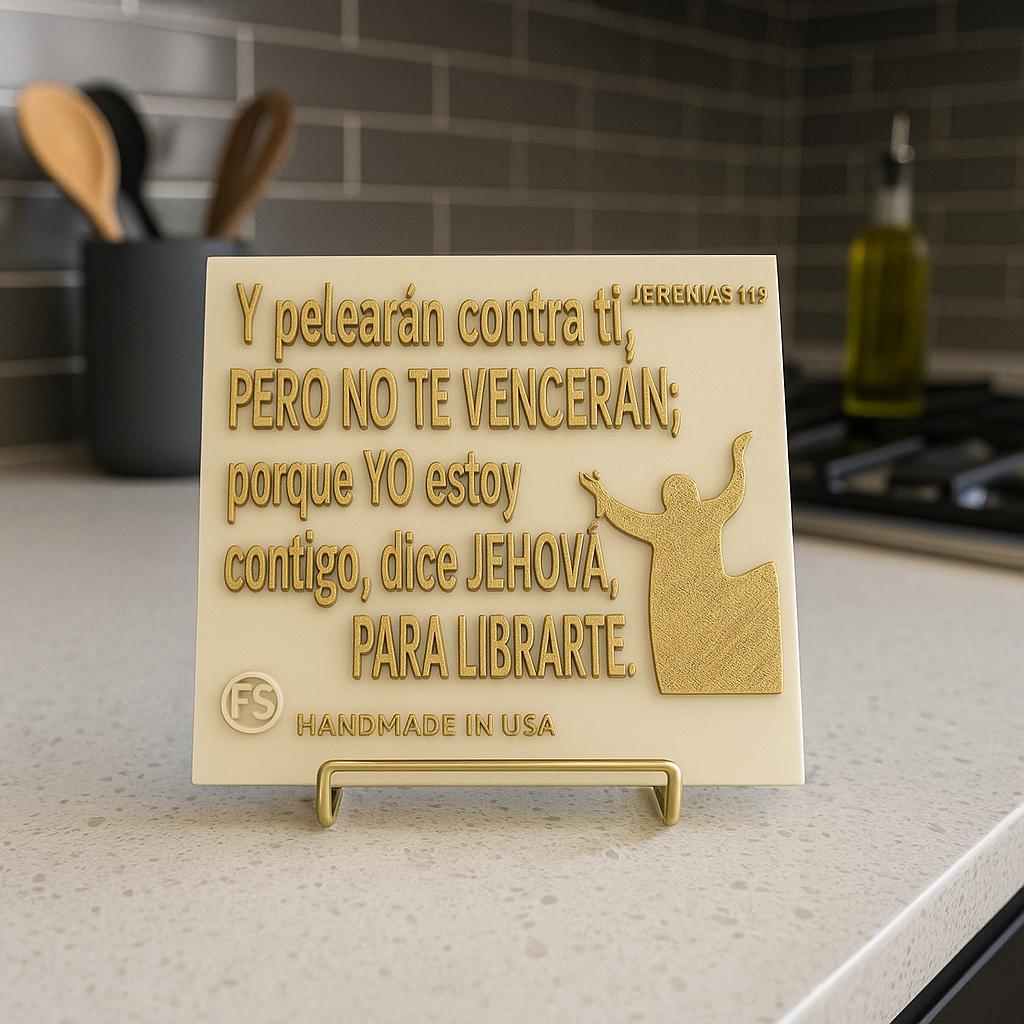 Y pelearán contra ti,
JERENIAS 119
PERO NO TE VENCERÁN;
porque YO estoy
contigo, dice JEHOVÁ,
PARA LIBRARTE.
FS
HANDMADE IN USA